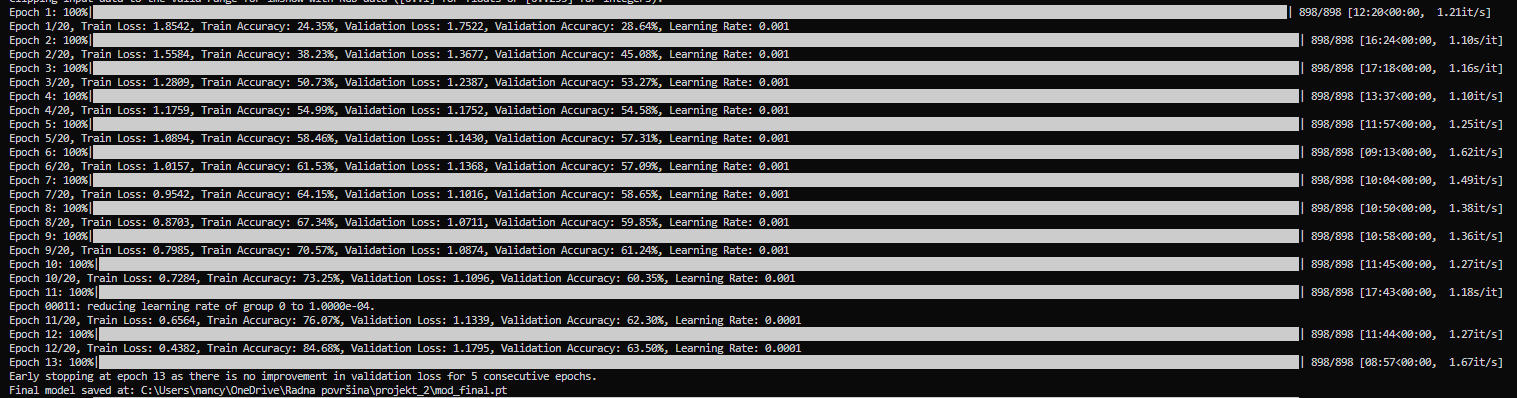 Clipping input data to the valid range for imshow with RGB data ([0..1] for floats or [0..255] for integers).
Epoch 1: 100%| | 898/898 [12:20<00:00, 1.21it/s]
Epoch 1/20, Train Loss: 1.8542, Train Accuracy: 24.35%, Validation Loss: 1.7522, Validation Accuracy: 28.64%, Learning Rate: 0.001
Epoch 2: 100%| | 898/898 [16:24<00:00, 1.10s/it]
Epoch 2/20, Train Loss: 1.5584, Train Accuracy: 38.23%, Validation Loss: 1.3677, Validation Accuracy: 45.08%, Learning Rate: 0.001
Epoch 3: 100%| | 898/898 [17:18<00:00, 1.16s/it]
Epoch 3/20, Train Loss: 1.2809, Train Accuracy: 50.73%, Validation Loss: 1.2387, Validation Accuracy: 53.27%, Learning Rate: 0.001
Epoch 4: 100%| | 898/898 [13:37<00:00, 1.10it/s]
Epoch 4/20, Train Loss: 1.1759, Train Accuracy: 54.99%, Validation Loss: 1.1752, Validation Accuracy: 54.58%, Learning Rate: 0.001
Epoch 5: 100%| | 898/898 [11:57<00:00, 1.25it/s]
Epoch 5/20, Train Loss: 1.0894, Train Accuracy: 58.46%, Validation Loss: 1.1430, Validation Accuracy: 57.31%, Learning Rate: 0.001
Epoch 6: 100%| | 898/898 [09:13<00:00, 1.62it/s]
Epoch 6/20, Train Loss: 1.0157, Train Accuracy: 61.53%, Validation Loss: 1.1368, Validation Accuracy: 57.09%, Learning Rate: 0.001
Epoch 7: 100%| | 898/898 [10:04<00:00, 1.49it/s]
Epoch 7/20, Train Loss: 0.9542, Train Accuracy: 64.15%, Validation Loss: 1.1016, Validation Accuracy: 58.65%, Learning Rate: 0.001
Epoch 8: 100%| | 898/898 [10:50<00:00, 1.38it/s]
Epoch 8/20, Train Loss: 0.8703, Train Accuracy: 67.34%, Validation Loss: 1.0711, Validation Accuracy: 59.85%, Learning Rate: 0.001
Epoch 9: 100%| | 898/898 [10:58<00:00, 1.36it/s]
Epoch 9/20, Train Loss: 0.7985, Train Accuracy: 70.57%, Validation Loss: 1.0874, Validation Accuracy: 61.24%, Learning Rate: 0.001
Epoch 10: 100%| | 898/898 [11:45<00:00, 1.27it/s]
Epoch 10/20, Train Loss: 0.7284, Train Accuracy: 73.25%, Validation Loss: 1.1096, Validation Accuracy: 60.35%, Learning Rate: 0.001
Epoch 11: 100%| | 898/898 [17:43<00:00, 1.18s/it]
Epoch 00011: reducing learning rate of group 0 to 1.0000e-04.
Epoch 11/20, Train Loss: 0.6564, Train Accuracy: 76.07%, Validation Loss: 1.1339, Validation Accuracy: 62.30%, Learning Rate: 0.0001
Epoch 12: 100%| | 898/898 [11:44<00:00, 1.27it/s]
Epoch 12/20, Train Loss: 0.4382, Train Accuracy: 84.68%, Validation Loss: 1.1795, Validation Accuracy: 63.50%, Learning Rate: 0.0001
Epoch 13: 100%| | 898/898 [08:57<00:00, 1.67it/s]
Early stopping at epoch 13 as there is no improvement in validation loss for 5 consecutive epochs.
Final model saved at: C:\Users\nancy\OneDrive\Radna površina\projekt_2\mod_final.pt